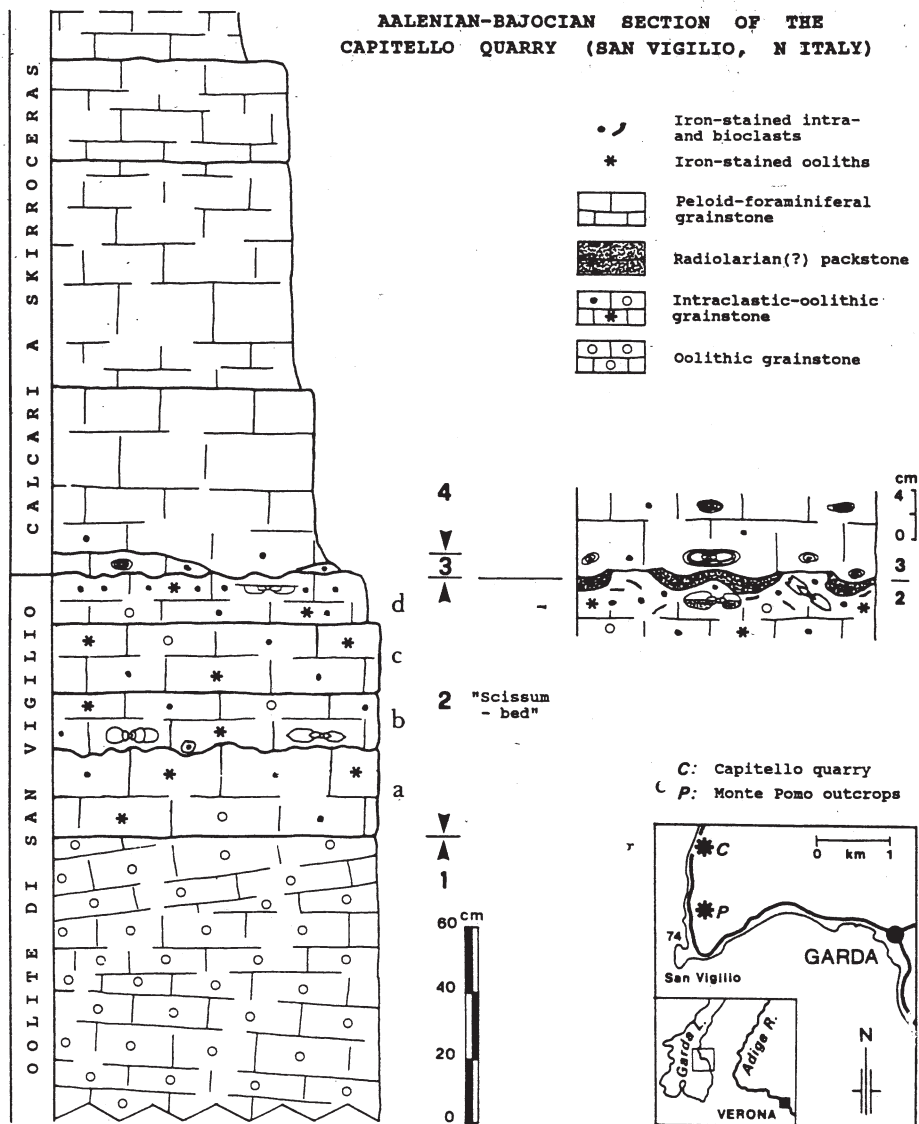 AALENIAN-BAJOCIAN SECTION OF THE
CAPITELLO QUARRY (SAN VIGILIO, N ITALY)
Iron-stained intra-
and bioclasts
Iron-stained ooliths
Peloid-foraminiferal
grainstone
Radiolarian(?) packstone
Intraclastic-oolithic
grainstone
Oolithic grainstone
CALCARI A SKIRROCERAS
OOLITE DI SAN VIGILIO
4
3
d
c
2 "Scissum
- bed"
b
a
1
60 cm
40
20
0
cm
4
0
3
2
C: Capitello quarry
P: Monte Pomo outcrops
C
P
0 km 1
74
San Vigilio
GARDA
Garda L.
Adige R.
VERONA
N